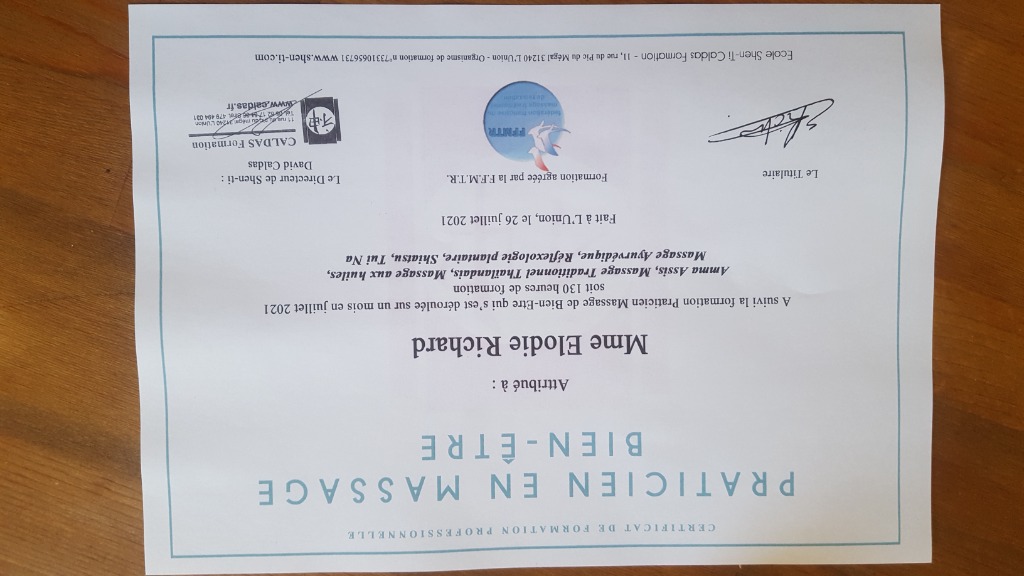 CERTIFICAT DE FORMATION PROFESSIONNELLE
PRATICIEN EN MASSAGE
BIEN-ÊTRE
Attribué à :
Mme Elodie Richard
A suivi la formation Praticien Massage de Bien-Etre qui s'est déroulée sur un mois en juillet 2021
soit 130 heures de formation
Amma Assis, Massage Traditionnel Thaïlandais, Massage aux huiles,
Massage Ayurvédique, Réflexologie plantaire, Shiatsu, Tui Na
Fait à L'Union, le 26 juillet 2021
Le Titulaire
Formation agréée par la F.F.M.T.R.
FFMTR
Le Directeur de Shen-ti :
David Caldas
CALDAS Formation
www.caldas.fr
Ecole Shen-Ti Caldas Formation - 11, rue du Pic du Mégal 31240 L'Union - Organisme de formation n°73310656731 www.shen-ti.com